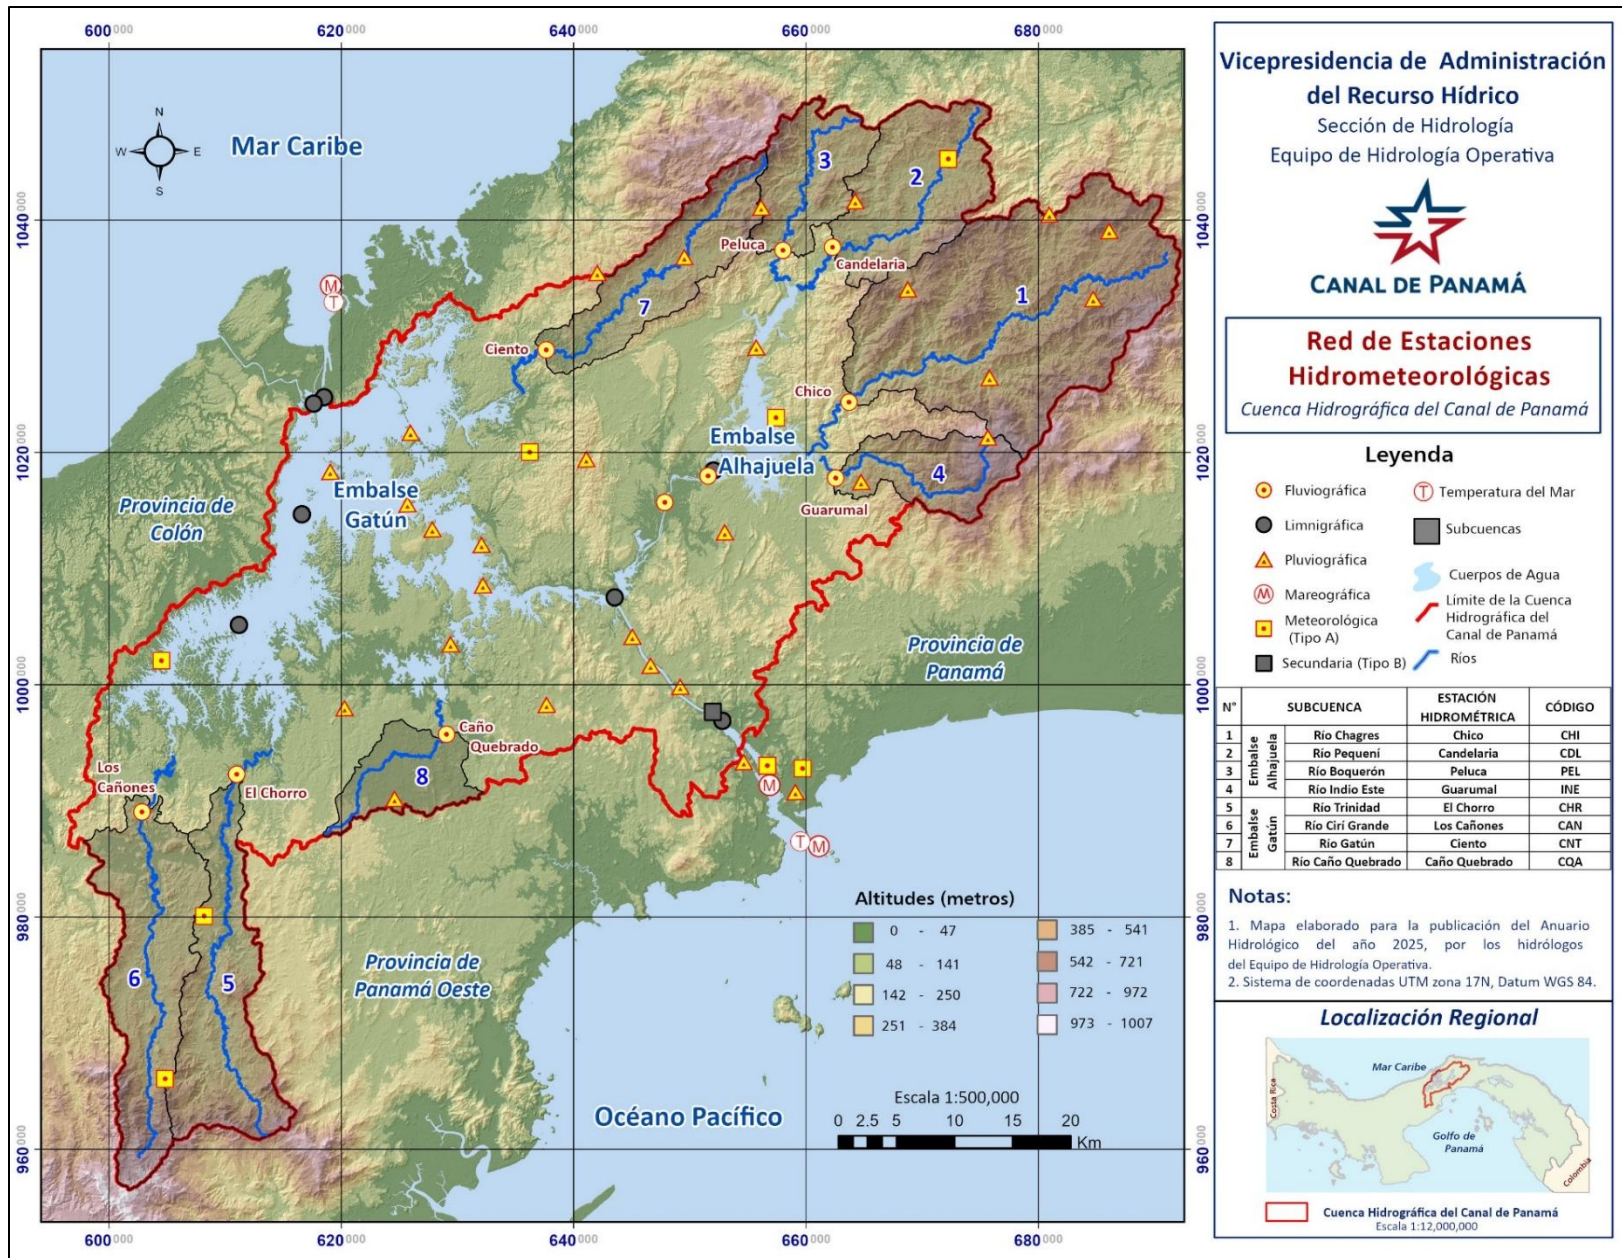 600000 620000 640000 660000 680000
1040000
1020000
1000000
980000
960000
1040000
1020000
1000000
980000
960000
600000 620000 640000 660000 680000
N
W E
S
Mar Caribe
3
2
Peluca
Candelaria
1
7
M
T
Ciento
Chico
Embalse
Alhajuela
4
Guarumal
Provincia de
Colón
Embalse
Gatún
Provincia de
Panamá
Caño
Quebrado
8
Los
Cañones
El Chorro
M
T M
6
5
Provincia de
Panamá Oeste
Altitudes (metros)
0 - 47
48 - 141
142 - 250
251 - 384
385 - 541
542 - 721
722 - 972
973 - 1007
Océano Pacífico
Escala 1:500,000
0 2.5 5 10 15 20
Km
Vicepresidencia de Administración
del Recurso Hídrico
Sección de Hidrología
Equipo de Hidrología Operativa
CANAL DE PANAMÁ
Red de Estaciones
Hidrometeorológicas
Cuenca Hidrográfica del Canal de Panamá
Leyenda
Fluviográfica
Limnigráfica
Pluviográfica
M Mareográfica
Meteorológica
(Tipo A)
Secundaria (Tipo B)
T Temperatura del Mar
Subcuencas
Cuerpos de Agua
Límite de la Cuenca
Hidrográfica del
Canal de Panamá
Ríos
N° SUBCUENCA ESTACIÓN HIDROMÉTRICA CÓDIGO
Embalse Alhajuela
1 Río Chagres Chico CHI
2 Río Pequení Candelaria CDL
3 Río Boquerón Peluca PEL
4 Río Indio Este Guarumal INE
Embalse Gatún
5 Río Trinidad El Chorro CHR
6 Río Cirí Grande Los Cañones CAN
7 Río Gatún Ciento CNT
8 Río Caño Quebrado Caño Quebrado CQA
Notas:
1. Mapa elaborado para la publicación del Anuario
Hidrológico del año 2025, por los hidrólogos
del Equipo de Hidrología Operativa.
2. Sistema de coordenadas UTM zona 17N, Datum WGS 84.
Localización Regional
Mar Caribe
Costa Rica
Golfo de
Panamá
Colombia
Cuenca Hidrográfica del Canal de Panamá
Escala 1:12,000,000